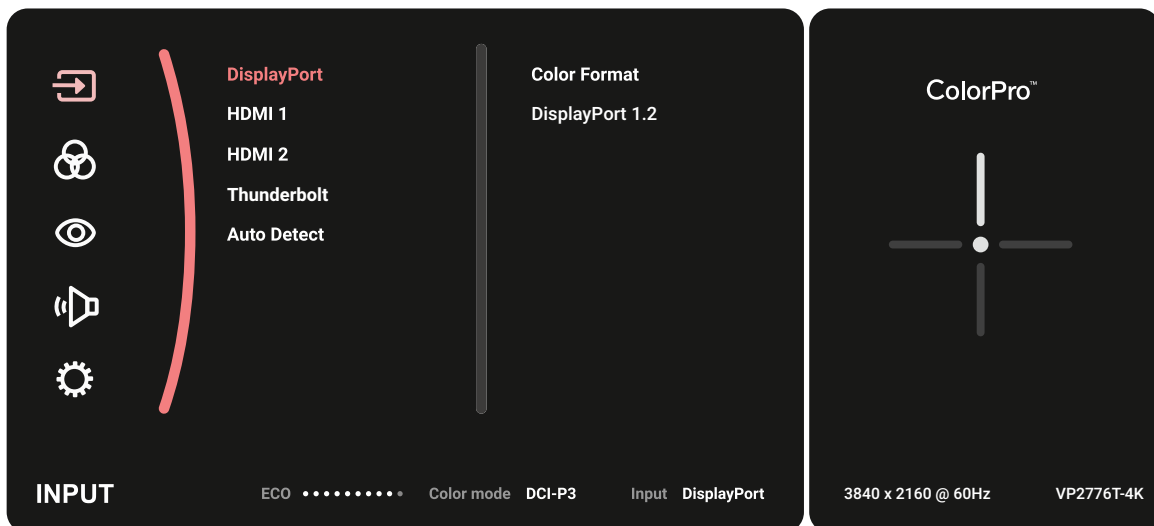 DisplayPort
HDMI 1
HDMI 2
Thunderbolt
Auto Detect
Color Format
DisplayPort 1.2
INPUT
ECO
Color mode DCI-P3
Input DisplayPort
ColorPro™
3840 x 2160 @ 60Hz
VP2776T-4K